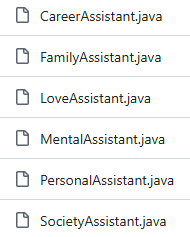 CareerAssistant.java
FamilyAssistant.java
LoveAssistant.java
MentalAssistant.java
PersonalAssistant.java
SocietyAssistant.java